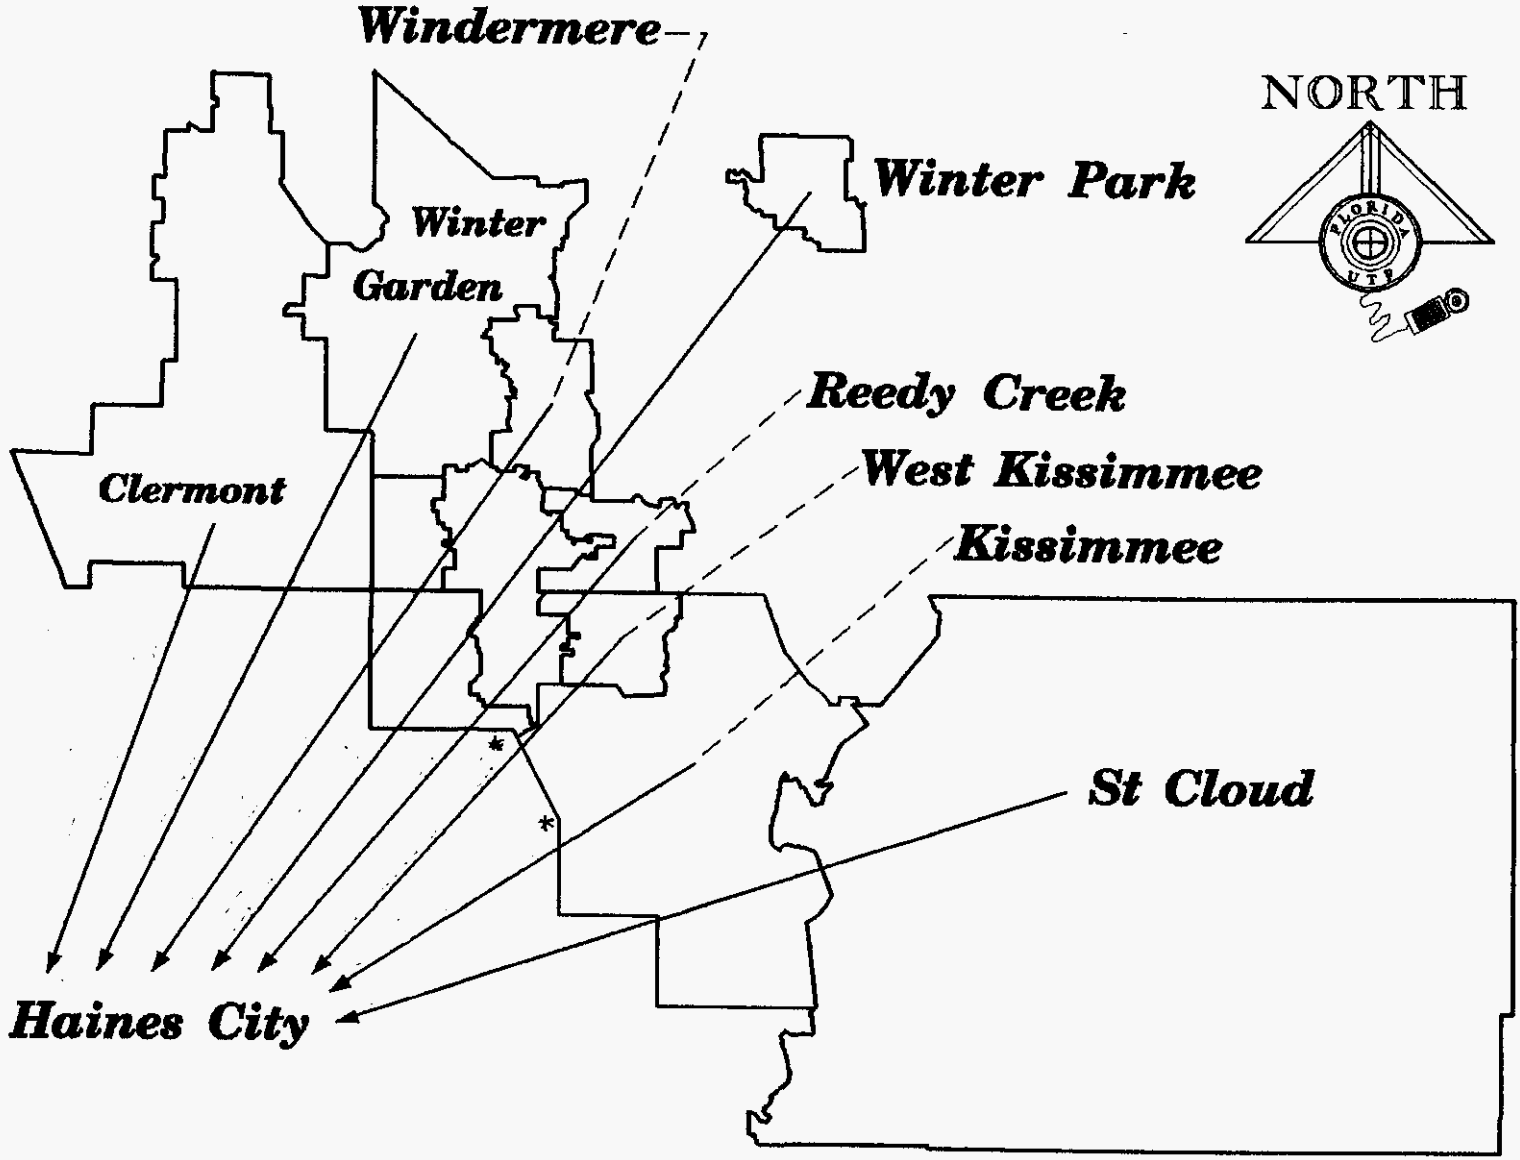 Windermere
NORTH
Winter Park
FLORIDA
UTP
Winter
Garden
Reedy Creek
West Kissimmee
Clermont
Kissimmee
*
St Cloud
*
Haines City